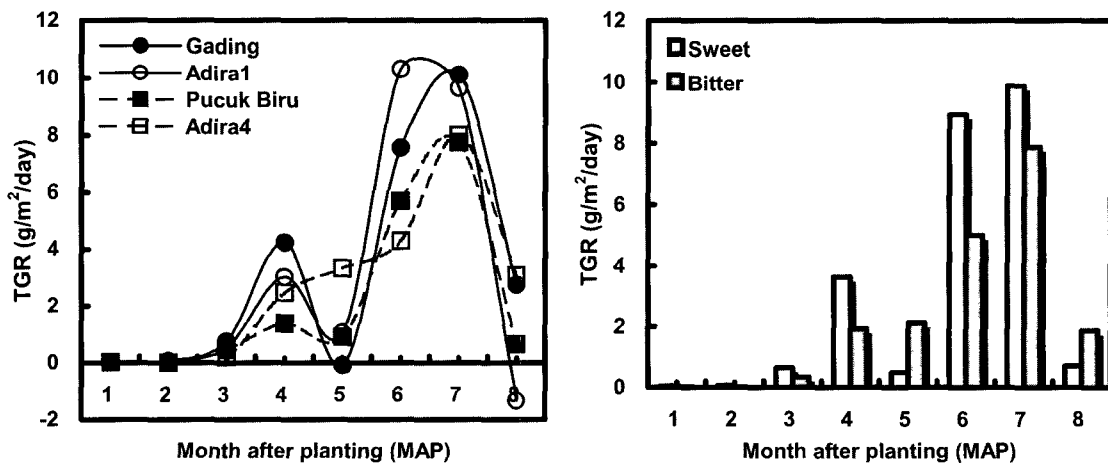 12
10
8
6
4
2
0
-2
TGR (g/m²/day)
Gading
Adira1
Pucuk Biru
Adira4
1 2 3 4 5 6 7 8
Month after planting (MAP)
12
10
8
6
4
2
0
TGR (g/m²/day)
Sweet
Bitter
1 2 3 4 5 6 7 8
Month after planting (MAP)